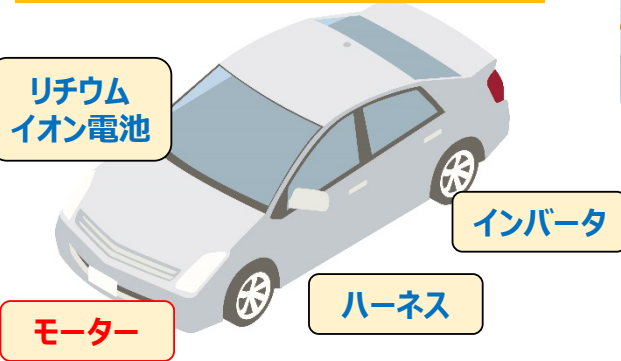 リチウム
イオン電池
インバータ
ハーネス
モーター